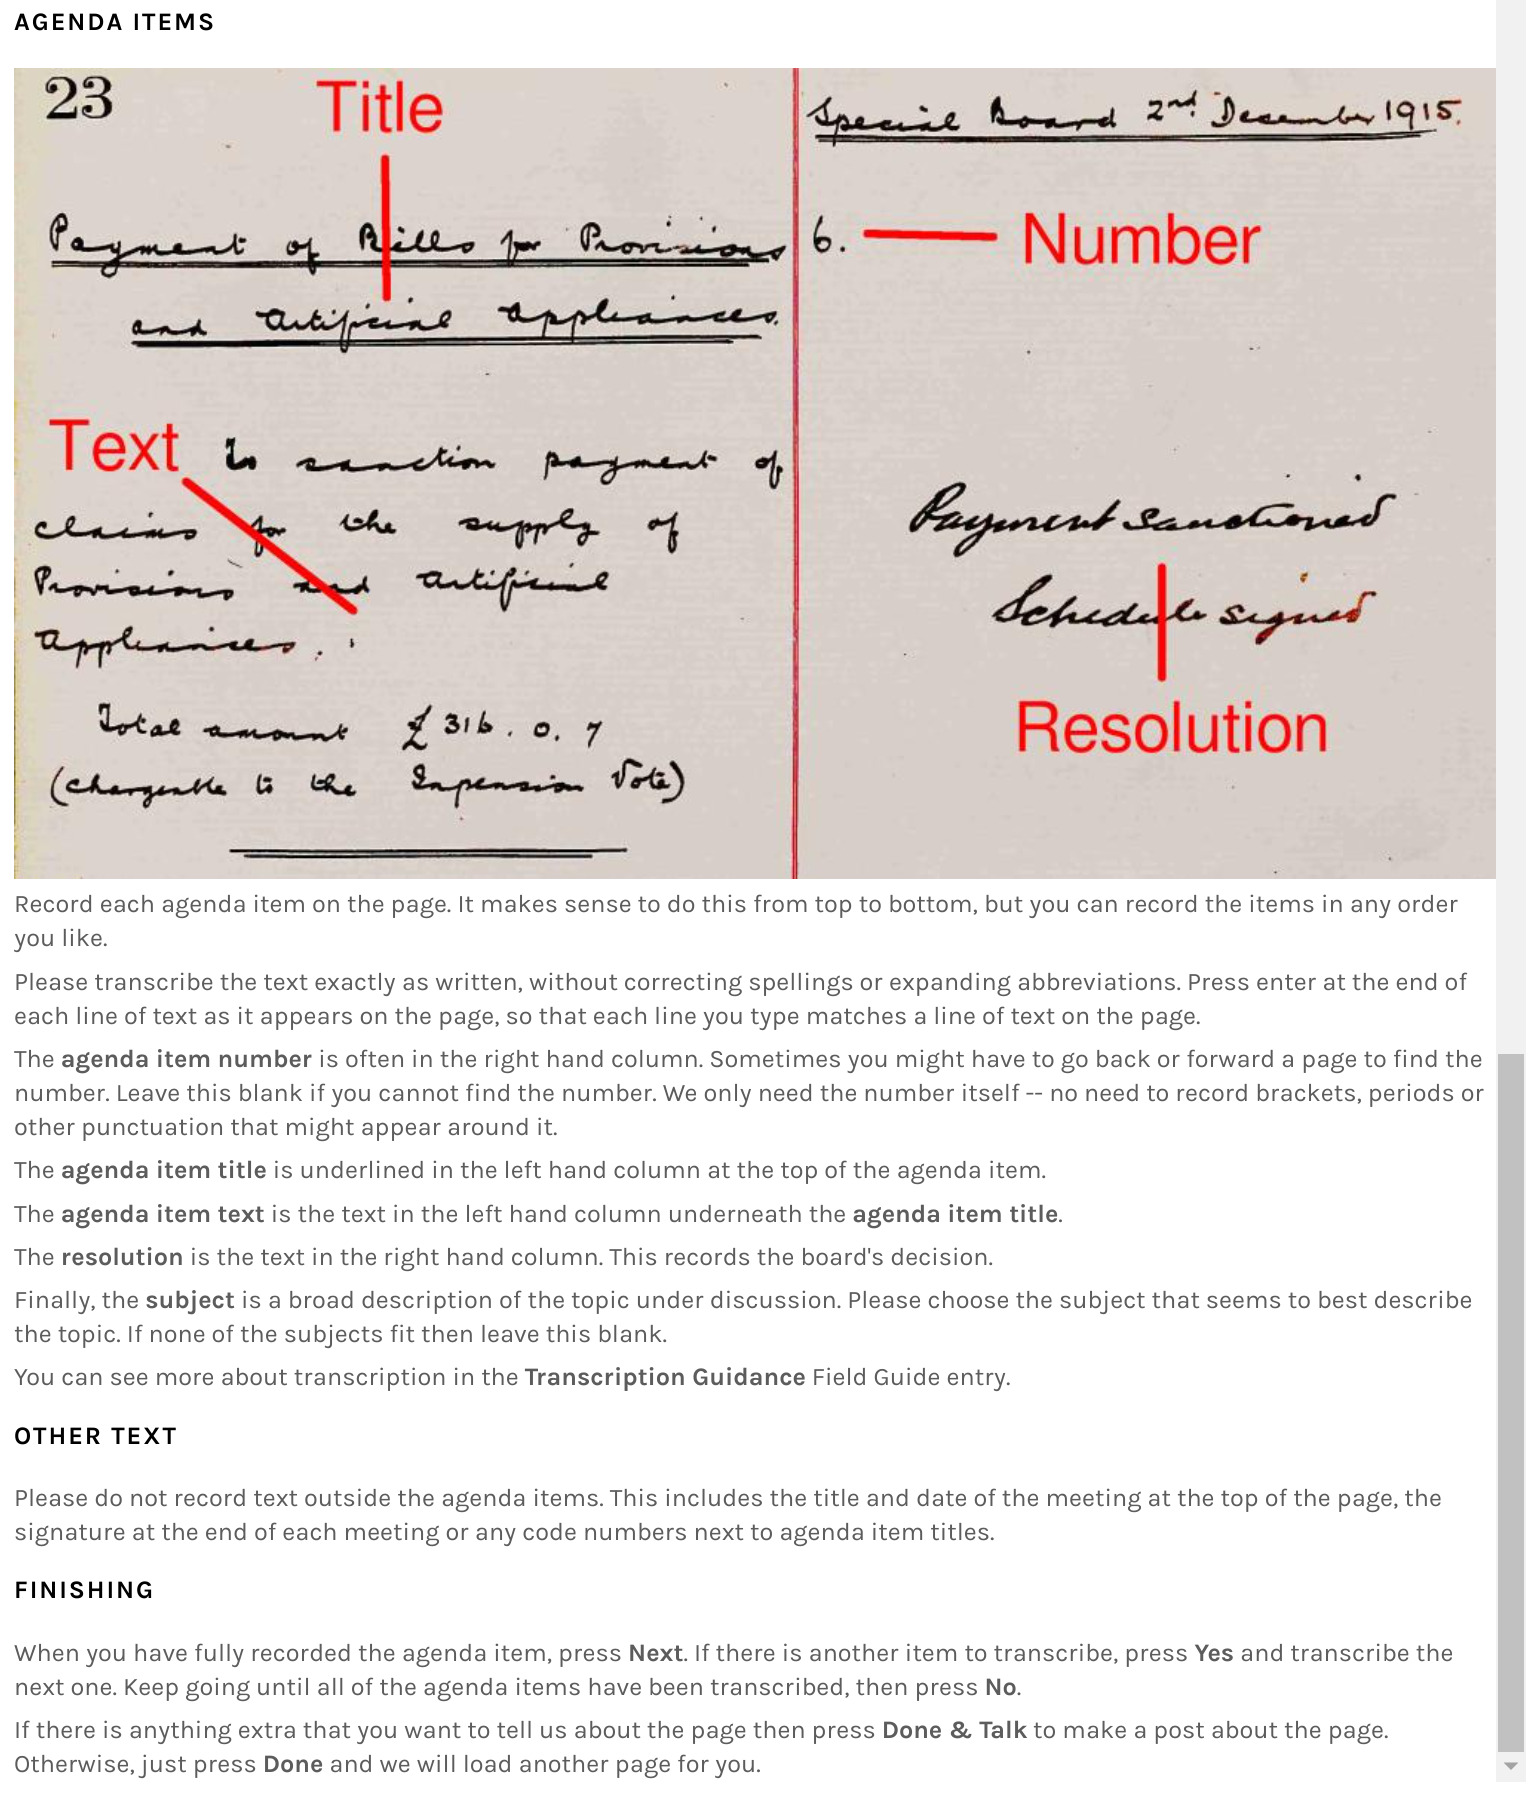 AGENDA ITEMS
23
Title
Special Board 2nd. December 1915.
Payment of Bills for Provisions
6.
Number
and Artificial Appliances.
Text
To sanction payment of
claims for the supply of
Provisions and Artificial
Appliances.
Payment sanctioned
Schedule signed
Resolution
Total amount £316.0.7
(chargeable to the Inpension Vote)
Record each agenda item on the page. It makes sense to do this from top to bottom, but you can record the items in any order
you like.
Please transcribe the text exactly as written, without correcting spellings or expanding abbreviations. Press enter at the end of
each line of text as it appears on the page, so that each line you type matches a line of text on the page.
The agenda item number is often in the right hand column. Sometimes you might have to go back or forward a page to find the
number. Leave this blank if you cannot find the number. We only need the number itself -- no need to record brackets, periods or
other punctuation that might appear around it.
The agenda item title is underlined in the left hand column at the top of the agenda item.
The agenda item text is the text in the left hand column underneath the agenda item title.
The resolution is the text in the right hand column. This records the board's decision.
Finally, the subject is a broad description of the topic under discussion. Please choose the subject that seems to best describe
the topic. If none of the subjects fit then leave this blank.
You can see more about transcription in the Transcription Guidance Field Guide entry.
OTHER TEXT
Please do not record text outside the agenda items. This includes the title and date of the meeting at the top of the page, the
signature at the end of each meeting or any code numbers next to agenda item titles.
FINISHING
When you have fully recorded the agenda item, press Next. If there is another item to transcribe, press Yes and transcribe the
next one. Keep going until all of the agenda items have been transcribed, then press No.
If there is anything extra that you want to tell us about the page then press Done & Talk to make a post about the page.
Otherwise, just press Done and we will load another page for you.